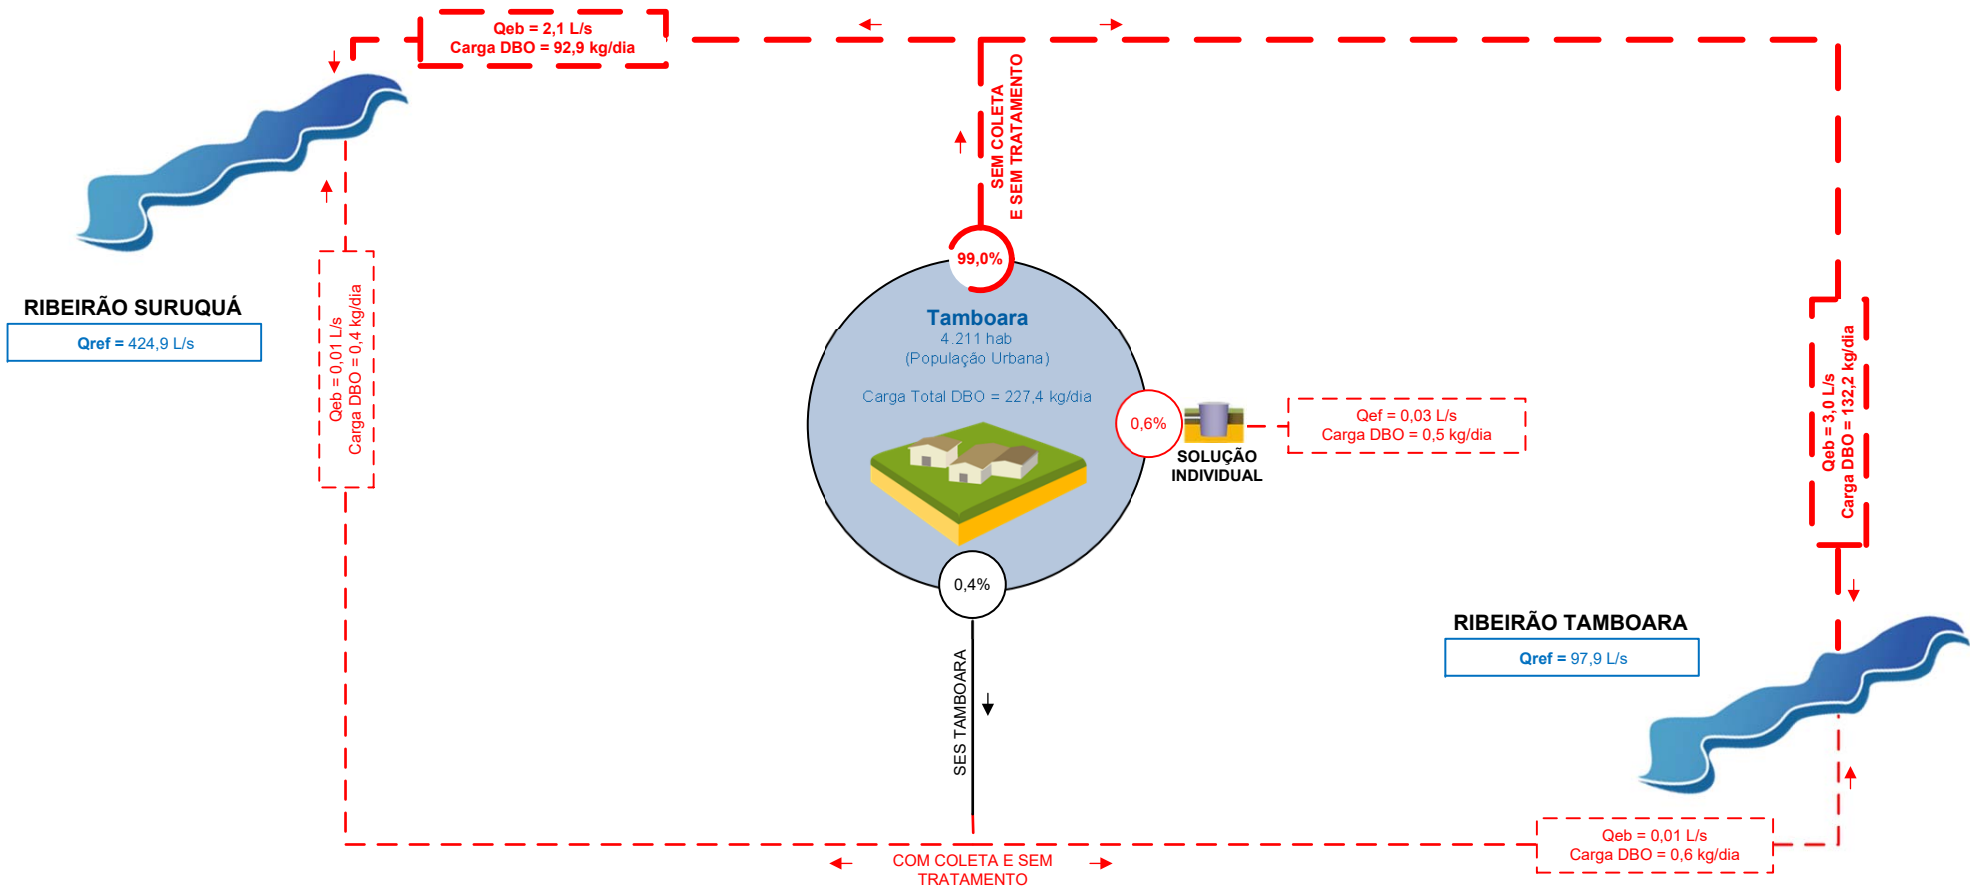 Qeb = 2,1 L/s
Carga DBO = 92,9 kg/dia
SEM COLETA
E SEM TRATAMENTO
99,0%
RIBEIRÃO SURUQUÁ
Qref = 424,9 L/s
Qeb = 0,01 L/s
Carga DBO = 0,4 kg/dia
Tamboara
4.211 hab
(População Urbana)
Carga Total DBO = 227,4 kg/dia
0,6%
SOLUÇÃO
INDIVIDUAL
Qef = 0,03 L/s
Carga DBO = 0,5 kg/dia
Qeb = 3,0 L/s
Carga DBO = 132,2 kg/dia
0,4%
SES TAMBOARA
RIBEIRÃO TAMBOARA
Qref = 97,9 L/s
Qeb = 0,01 L/s
Carga DBO = 0,6 kg/dia
COM COLETA E SEM
TRATAMENTO